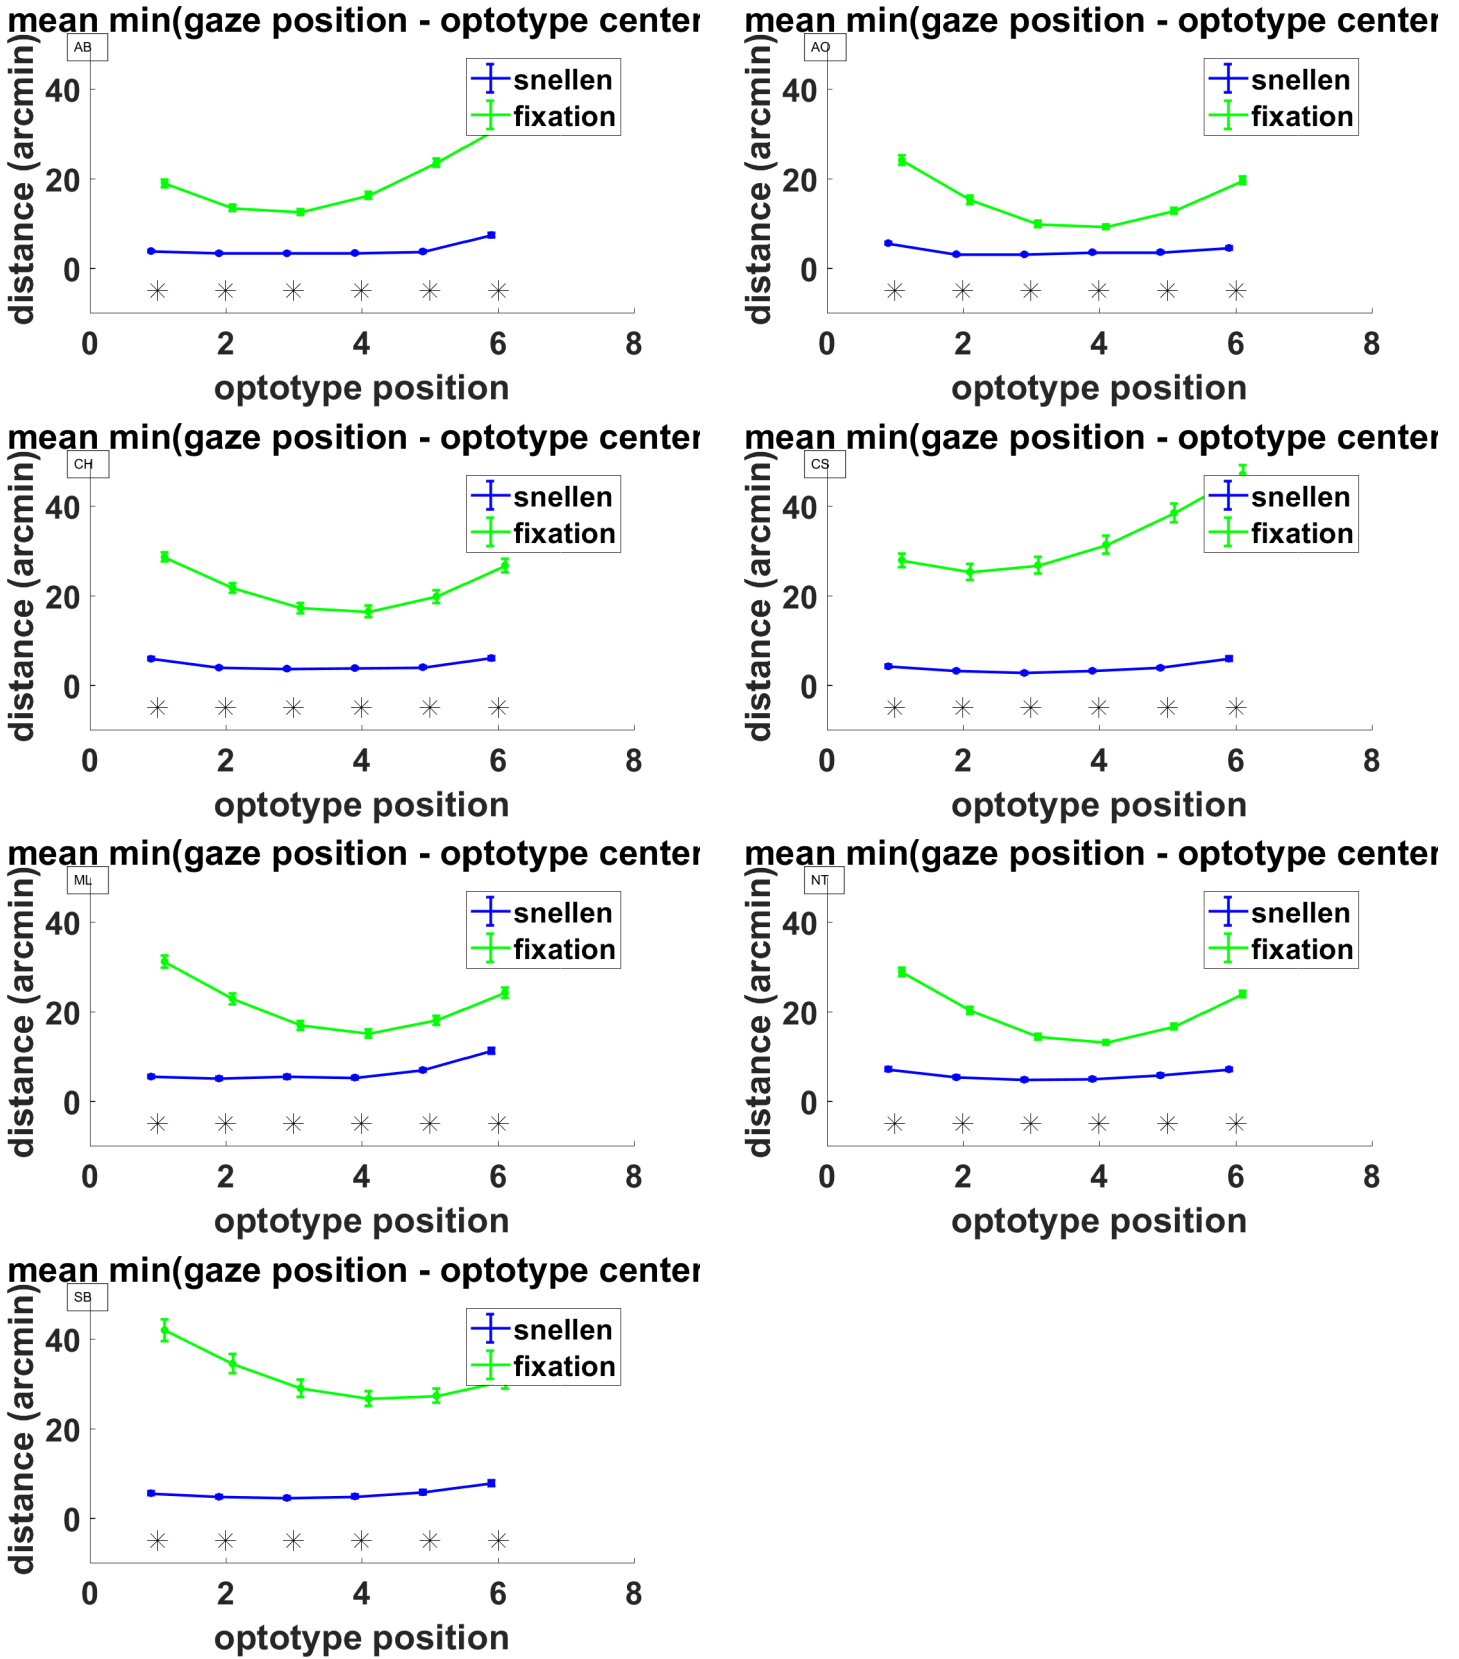 mean min(gaze position - optotype center
AB
distance (arcmin)
40
20
0
snellen
fixation
0 2 4 6 8
optotype position
mean min(gaze position - optotype center
AO
distance (arcmin)
40
20
0
snellen
fixation
0 2 4 6 8
optotype position
mean min(gaze position - optotype center
CH
distance (arcmin)
40
20
0
snellen
fixation
0 2 4 6 8
optotype position
mean min(gaze position - optotype center
CS
distance (arcmin)
40
20
0
snellen
fixation
0 2 4 6 8
optotype position
mean min(gaze position - optotype center
ML
distance (arcmin)
40
20
0
snellen
fixation
0 2 4 6 8
optotype position
mean min(gaze position - optotype center
NT
distance (arcmin)
40
20
0
snellen
fixation
0 2 4 6 8
optotype position
mean min(gaze position - optotype center
SB
distance (arcmin)
40
20
0
snellen
fixation
0 2 4 6 8
optotype position